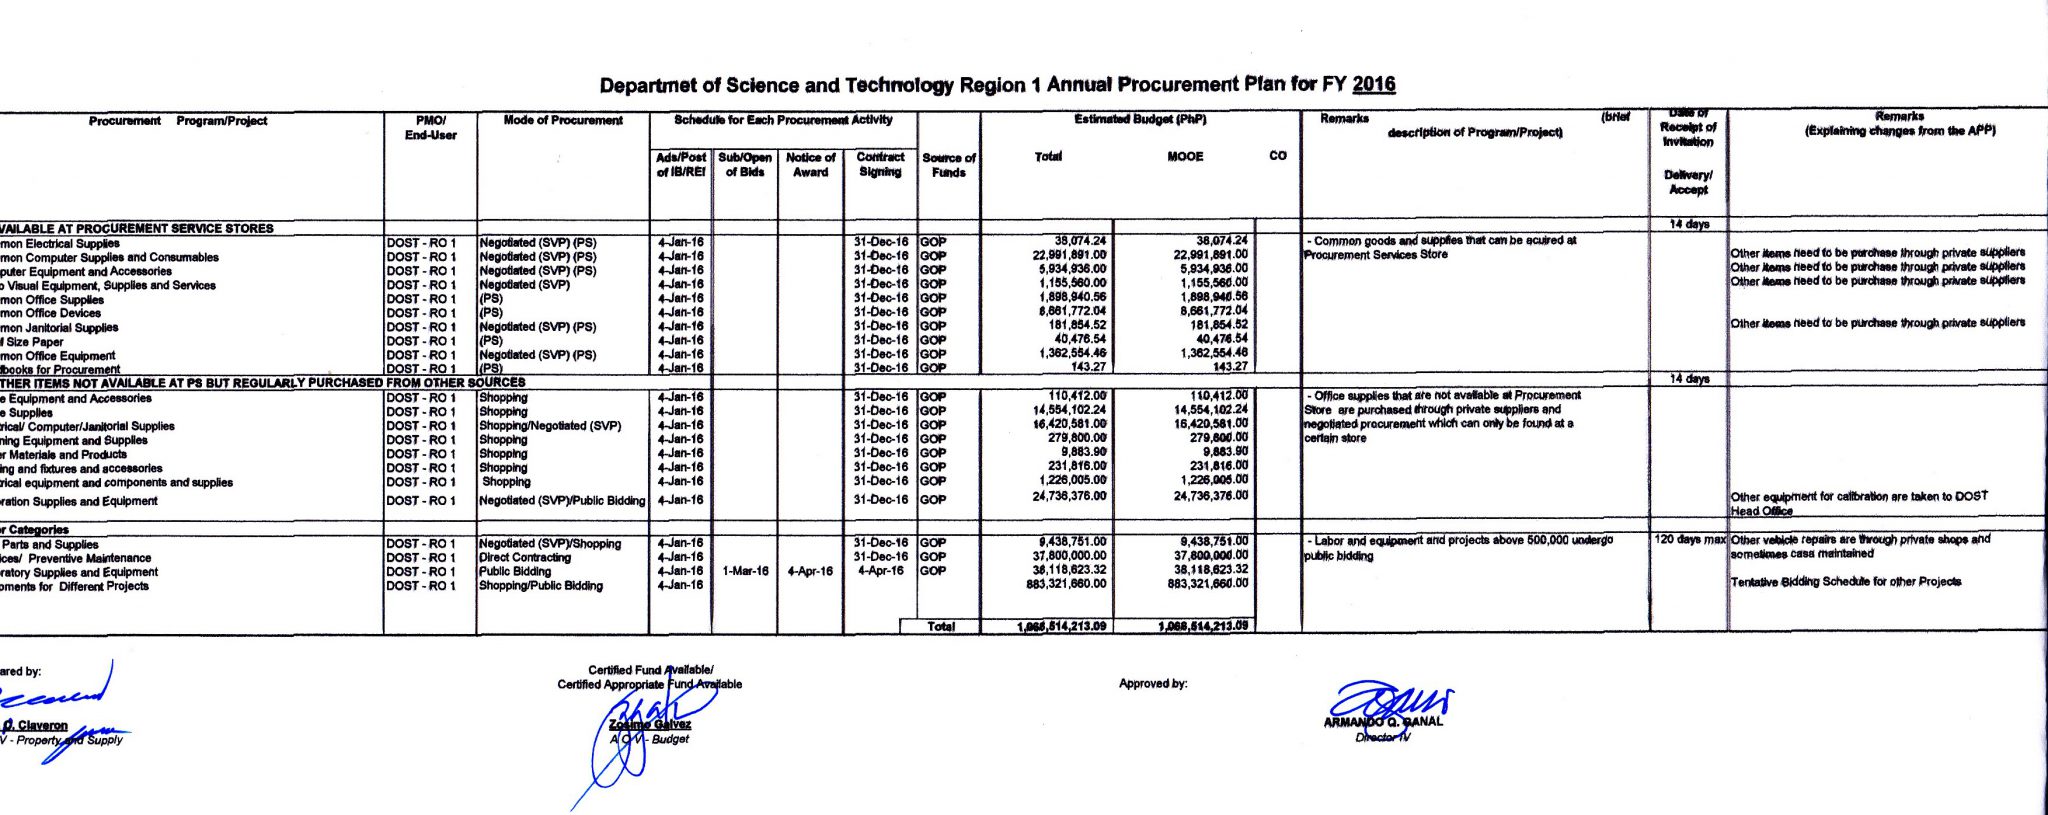 Departmet of Science and Technology Region 1 Annual Procurement Plan for FY 2016
Procurement Program/Project PMO/ End-User Mode of Procurement Schedule for Each Procurement Activity Source of Funds Estimated Budget (PhP) Remarks (brief description of Program/Project) Date of Receipt of Invitation Delivery/ Accept Remarks (Explaining changes from the APP)
Ads/Post of IB/REI Sub/Open of Bids Notice of Award Contract Signing Total MOOE CO
VAILABLE AT PROCUREMENT SERVICE STORES 14 days
mon Electrical Supplies DOST - RO 1 Negotiated (SVP) (PS) 4-Jan-16 31-Dec-16 GOP 38,074.24 38,074.24 - Common goods and supplies that can be acuired at
mon Computer Supplies and Consumables DOST - RO 1 Negotiated (SVP) (PS) 4-Jan-16 31-Dec-16 GOP 22,991,891.00 22,991,891.00 Procurement Services Store Other items need to be purchase through private suppliers
puter Equipment and Accessories DOST - RO 1 Negotiated (SVP) (PS) 4-Jan-16 31-Dec-16 GOP 5,934,936.00 5,934,936.00 Other items need to be purchase through private suppliers
o Visual Equipment, Supplies and Services DOST - RO 1 Negotiated (SVP) 4-Jan-16 31-Dec-16 GOP 1,155,560.00 1,155,560.00 Other items need to be purchase through private suppliers
mon Office Supplies DOST - RO 1 (PS) 4-Jan-16 31-Dec-16 GOP 1,898,940.56 1,898,940.56
mon Office Devices DOST - RO 1 (PS) 4-Jan-16 31-Dec-16 GOP 8,661,772.04 8,661,772.04
mon Janitorial Supplies DOST - RO 1 Negotiated (SVP) (PS) 4-Jan-16 31-Dec-16 GOP 181,854.52 181,854.52 Other items need to be purchase through private suppliers
Size Paper DOST - RO 1 (PS) 4-Jan-16 31-Dec-16 GOP 40,476.54 40,476.54
mon Office Equipment DOST - RO 1 Negotiated (SVP) (PS) 4-Jan-16 31-Dec-16 GOP 1,362,554.46 1,362,554.46
books for Procurement DOST - RO 1 (PS) 4-Jan-16 31-Dec-16 GOP 143.27 143.27
THER ITEMS NOT AVAILABLE AT PS BUT REGULARLY PURCHASED FROM OTHER SOURCES 14 days
e Equipment and Accessories DOST - RO 1 Shopping 4-Jan-16 31-Dec-16 GOP 110,412.00 110,412.00 - Office supplies that are not available at Procurement
e Supplies DOST - RO 1 Shopping 4-Jan-16 31-Dec-16 GOP 14,554,102.24 14,554,102.24 Store are purchased through private suppliers and
rical/ Computer/Janitorial Supplies DOST - RO 1 Shopping/Negotiated (SVP) 4-Jan-16 31-Dec-16 GOP 16,420,581.00 16,420,581.00 negotiated procurement which can only be found at a
ning Equipment and Supplies DOST - RO 1 Shopping 4-Jan-16 31-Dec-16 GOP 279,800.00 279,800.00 certain store
r Materials and Products DOST - RO 1 Shopping 4-Jan-16 31-Dec-16 GOP 9,883.90 9,883.90
ing and fixtures and accessories DOST - RO 1 Shopping 4-Jan-16 31-Dec-16 GOP 231,816.00 231,816.00
rical equipment and components and supplies DOST - RO 1 Shopping 4-Jan-16 31-Dec-16 GOP 1,226,005.00 1,226,005.00
oration Supplies and Equipment DOST - RO 1 Negotiated (SVP)/Public Bidding 4-Jan-16 31-Dec-16 GOP 24,736,376.00 24,736,376.00 Other equipment for calibration are taken to DOST
Head Office
r Categories
Parts and Supplies DOST - RO 1 Negotiated (SVP)/Shopping 4-Jan-16 31-Dec-16 GOP 9,438,751.00 9,438,751.00 - Labor and equipment and projects above 500,000 undergo 120 days max Other vehicle repairs are through private shops and
ices/ Preventive Maintenance DOST - RO 1 Direct Contracting 4-Jan-16 31-Dec-16 GOP 37,800,000.00 37,800,000.00 public bidding sometimes casa maintained
ratory Supplies and Equipment DOST - RO 1 Public Bidding 4-Jan-16 1-Mar-16 4-Apr-16 4-Apr-16 GOP 38,118,623.32 38,118,623.32
pments for Different Projects DOST - RO 1 Shopping/Public Bidding 4-Jan-16 883,321,660.00 883,321,660.00 Tentative Bidding Schedule for other Projects
Total 1,068,514,213.09 1,068,514,213.09
ared by:
Certified Fund Available/
Certified Appropriate Fund Available
Approved by:
Claveron
V - Property and Supply
Zosimo Galvez
A O V - Budget
ARMANDO Q. GANAL
Director IV